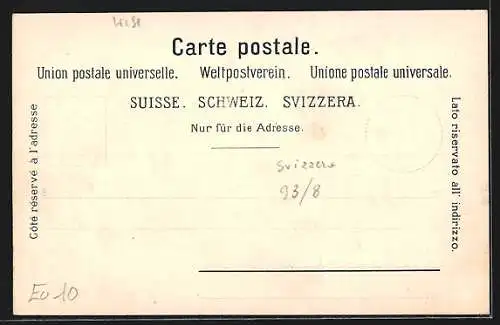 Carte postale.
Union postale universelle. Weltpostverein. Unione postale universale.
SUISSE. SCHWEIZ. SVIZZERA.
Nur für die Adresse.
Côté réservé à l'adresse
Lato riservato all' indirizzo.
Svizzera
93/8
Eu 10